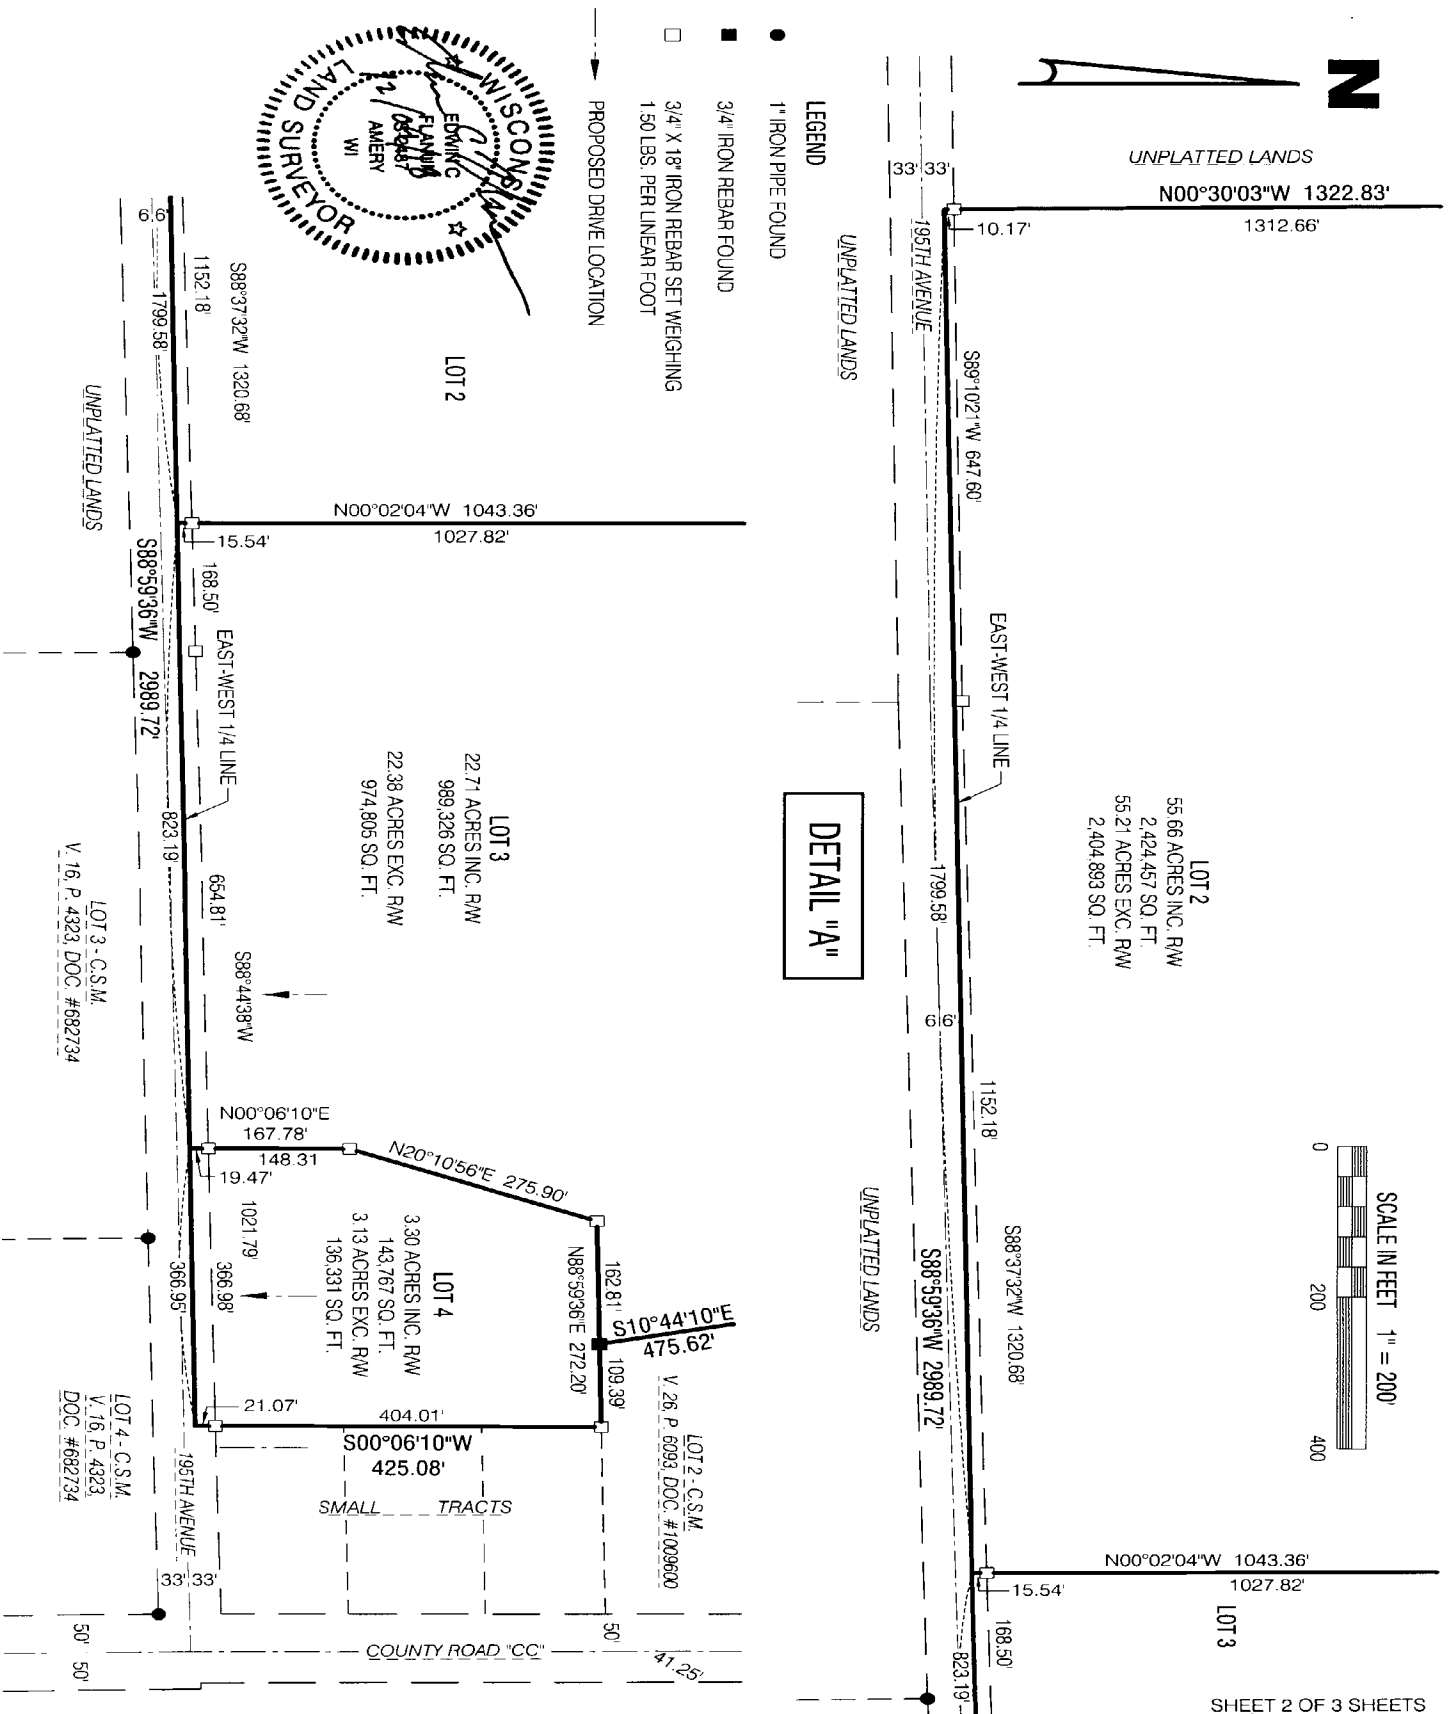 N
UNPLATTED LANDS
N00°30'03"W 1322.83'
1312.66'
10.17'
33' 33'
195TH AVENUE
UNPLATTED LANDS
S89°10'21"W 647.60'
EAST-WEST 1/4 LINE
LOT 2
55.66 ACRES INC. R/W
2,424,457 SQ. FT.
55.21 ACRES EXC. R/W
2,404,893 SQ. FT.
1799.58'
6.6'
1152.18'
S88°37'32"W 1320.68'
S88°59'36"W 2989.72'
UNPLATTED LANDS
SCALE IN FEET 1" = 200'
0
200
400
N00°02'04"W 1043.36'
1027.82'
15.54'
LOT 3
168.50'
823.19'
SHEET 2 OF 3 SHEETS
DETAIL "A"
LEGEND
1" IRON PIPE FOUND
3/4" IRON REBAR FOUND
3/4" X 18" IRON REBAR SET WEIGHING
1.50 LBS. PER LINEAR FOOT
PROPOSED DRIVE LOCATION
WISCONSIN
EDWIN C
FLANUM
AMERY
WI
LAND SURVEYOR
6.6'
1799.58'
1152.18'
S88°37'32"W 1320.68'
LOT 2
UNPLATTED LANDS
N00°02'04"W 1043.36'
1027.82'
15.54'
168.50'
S88°59'36"W 2989.72'
EAST-WEST 1/4 LINE
823.19'
654.81'
LOT 3
22.71 ACRES INC. R/W
989,326 SQ. FT.
22.38 ACRES EXC. R/W
974,805 SQ. FT.
S88°44'38"W
LOT 3 - C.S.M.
V. 16, P. 4323, DOC. #682734
N00°06'10"E
167.78'
148.31
19.47'
1021.79'
N20°10'56"E 275.90'
LOT 4
3.30 ACRES INC. R/W
143,767 SQ. FT.
3.13 ACRES EXC. R/W
136,331 SQ. FT.
366.98'
366.95'
162.81'
N88°59'36"E 272.20'
109.39'
S10°44'10"E
475.62'
LOT 2 - C.S.M.
V. 26, P. 6093, DOC. #1009600
21.07'
404.01'
S00°06'10"W
425.08'
SMALL TRACTS
LOT 4 - C.S.M.
V. 16, P. 4323,
DOC. #682734
195TH AVENUE
33' 33'
50'
50'
COUNTY ROAD "CC"
50'
41.25'